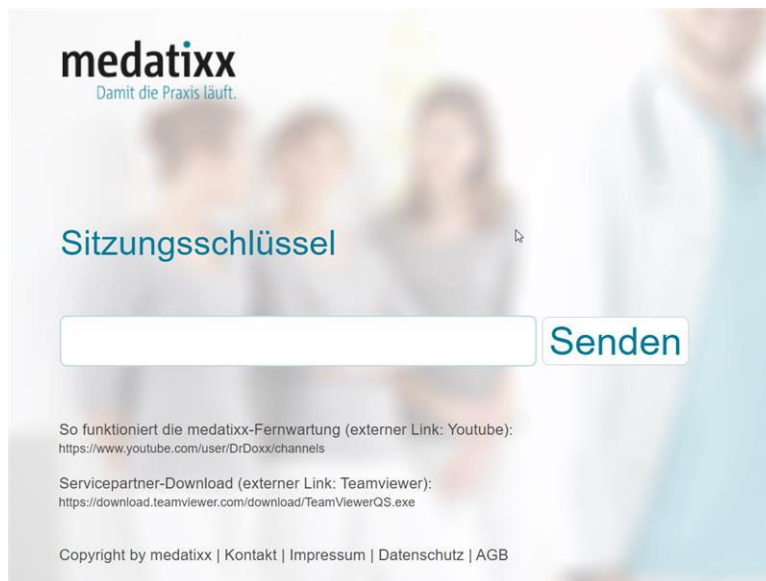 medatixx
Damit die Praxis läuft.
Sitzungsschlüssel
Senden
So funktioniert die medatixx-Fernwartung (externer Link: Youtube):
https://www.youtube.com/user/DrDoxx/channels
Servicepartner-Download (externer Link: Teamviewer):
https://download.teamviewer.com/download/TeamViewerQS.exe
Copyright by medatixx | Kontakt | Impressum | Datenschutz | AGB